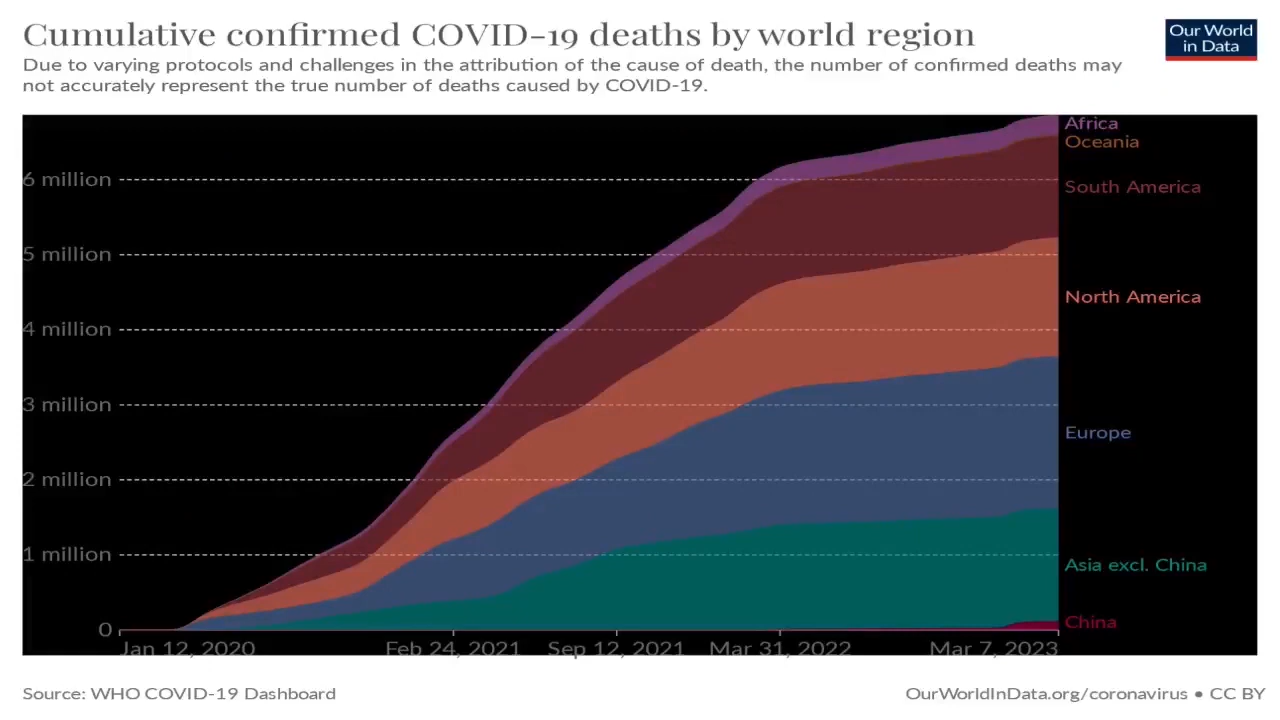 Cumulative confirmed COVID-19 deaths by world region
Our World
in Data
Due to varying protocols and challenges in the attribution of the cause of death, the number of confirmed deaths may
not accurately represent the true number of deaths caused by COVID-19.
Africa
Oceania
6 million
South America
5 million
North America
4 million
3 million
Europe
2 million
1 million
Asia excl. China
China
0
Jan 12, 2020 Feb 24, 2021 Sep 12, 2021 Mar 31, 2022 Mar 7, 2023
Source: WHO COVID-19 Dashboard
OurWorldInData.org/coronavirus • CC BY